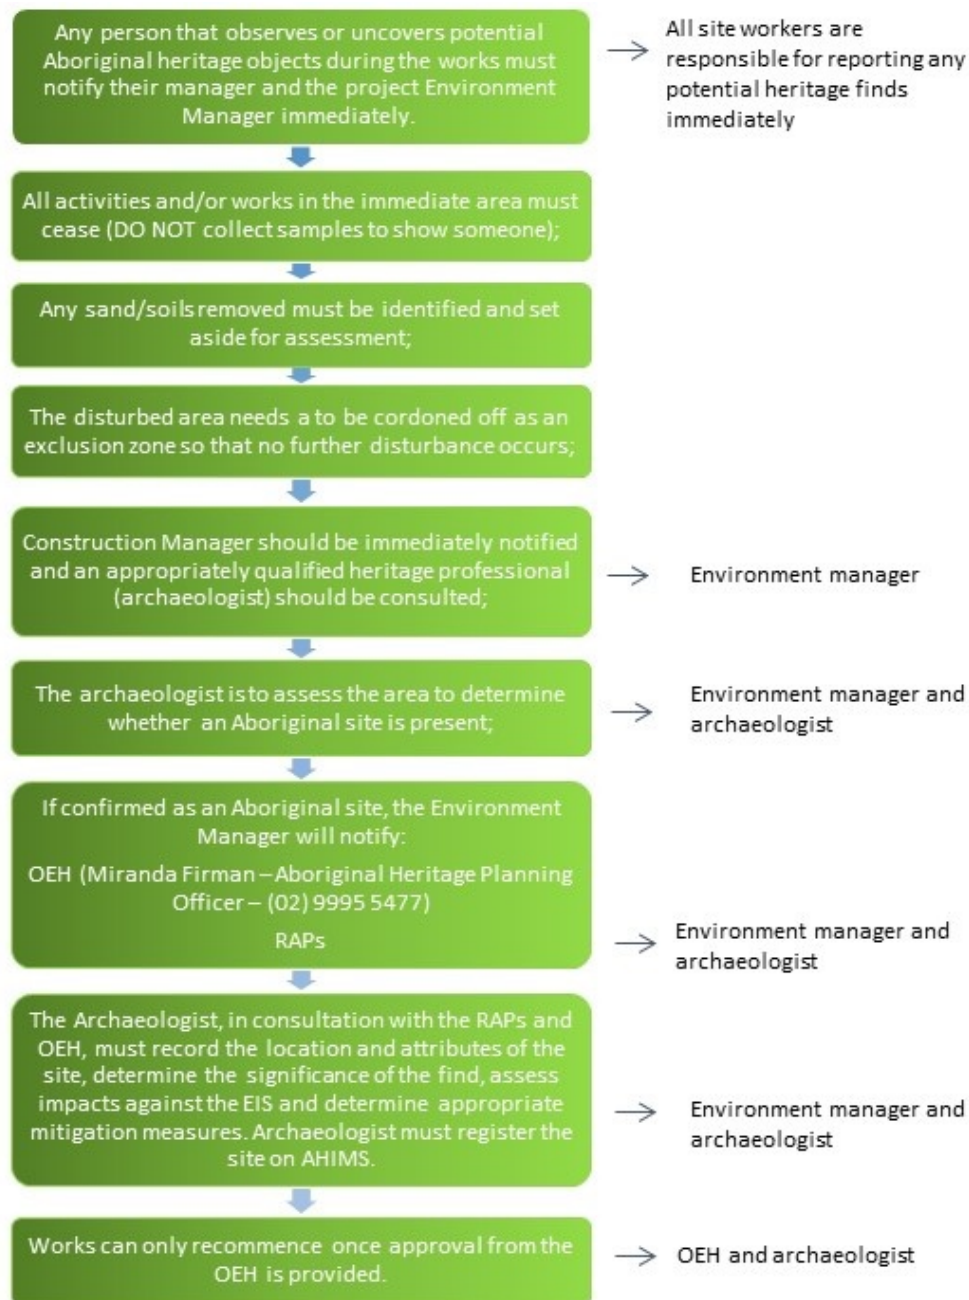 Any person that observes or uncovers potential
Aboriginal heritage objects during the works must
notify their manager and the project Environment
Manager immediately.
All site workers are
responsible for reporting any
potential heritage finds
immediately
All activities and/or works in the immediate area must
cease (DO NOT collect samples to show someone);
Any sand/soils removed must be identified and set
aside for assessment;
The disturbed area needs a to be cordoned off as an
exclusion zone so that no further disturbance occurs;
Construction Manager should be immediately notified
and an appropriately qualified heritage professional
(archaeologist) should be consulted;
Environment manager
The archaeologist is to assess the area to determine
whether an Aboriginal site is present;
Environment manager and
archaeologist
If confirmed as an Aboriginal site, the Environment
Manager will notify:
OEH (Miranda Firman – Aboriginal Heritage Planning
Officer – (02) 9995 5477)
RAPs
Environment manager and
archaeologist
The Archaeologist, in consultation with the RAPs and
OEH, must record the location and attributes of the
site, determine the significance of the find, assess
impacts against the EIS and determine appropriate
mitigation measures. Archaeologist must register the
site on AHIMS.
Environment manager and
archaeologist
Works can only recommence once approval from the
OEH is provided.
OEH and archaeologist